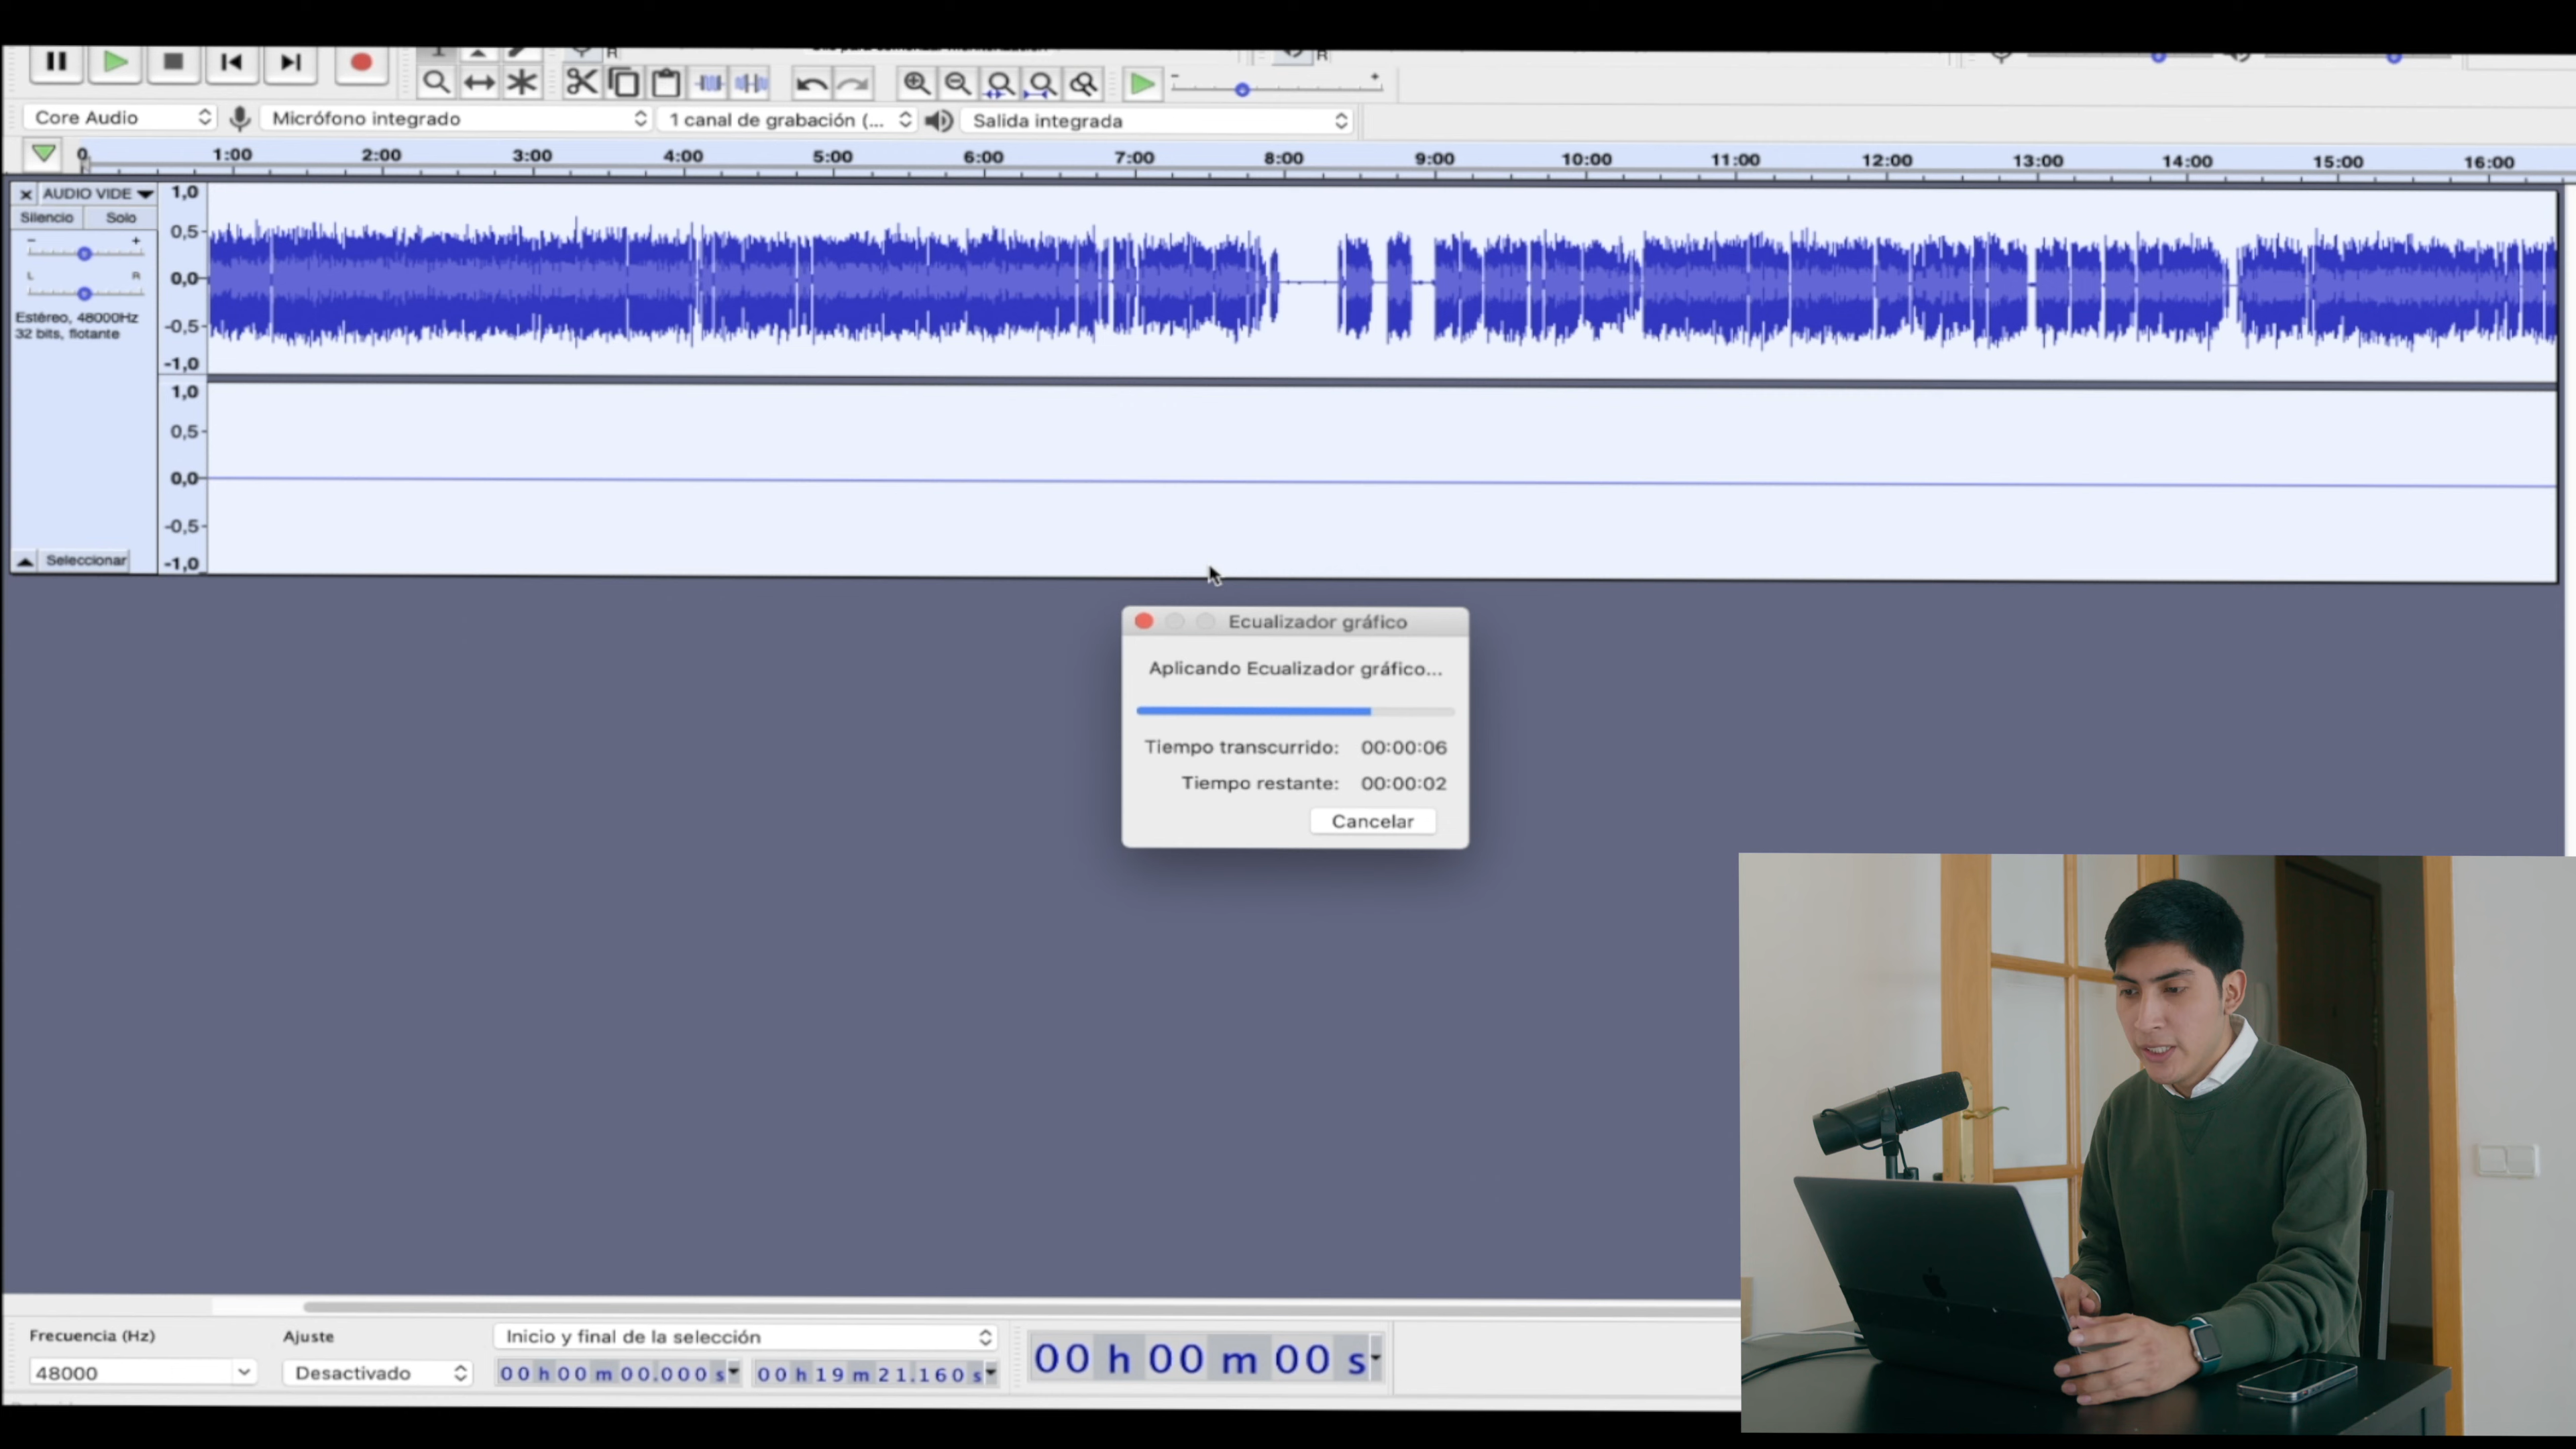 R
R
Core Audio
Micrófono integrado
1 canal de grabación (...
Salida integrada
0 1:00 2:00 3:00 4:00 5:00 6:00 7:00 8:00 9:00 10:00 11:00 12:00 13:00 14:00 15:00 16:00
AUDIO VIDE
Silencio Solo
- +
L R
Estéreo, 48000Hz
32 bits, flotante
1,0
0,5
0,0
-0,5
-1,0
1,0
0,5
0,0
-0,5
-1,0
Seleccionar
Ecualizador gráfico
Aplicando Ecualizador gráfico...
Tiempo transcurrido: 00:00:06
Tiempo restante: 00:00:02
Cancelar
Frecuencia (Hz)
48000
Ajuste
Desactivado
Inicio y final de la selección
00 h 00 m 00.000 s
00 h 19 m 21.160 s
00 h 00 m 00 s